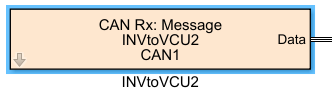 CAN Rx: Message
INVtoVCU2
CAN1
Data
INVtoVCU2